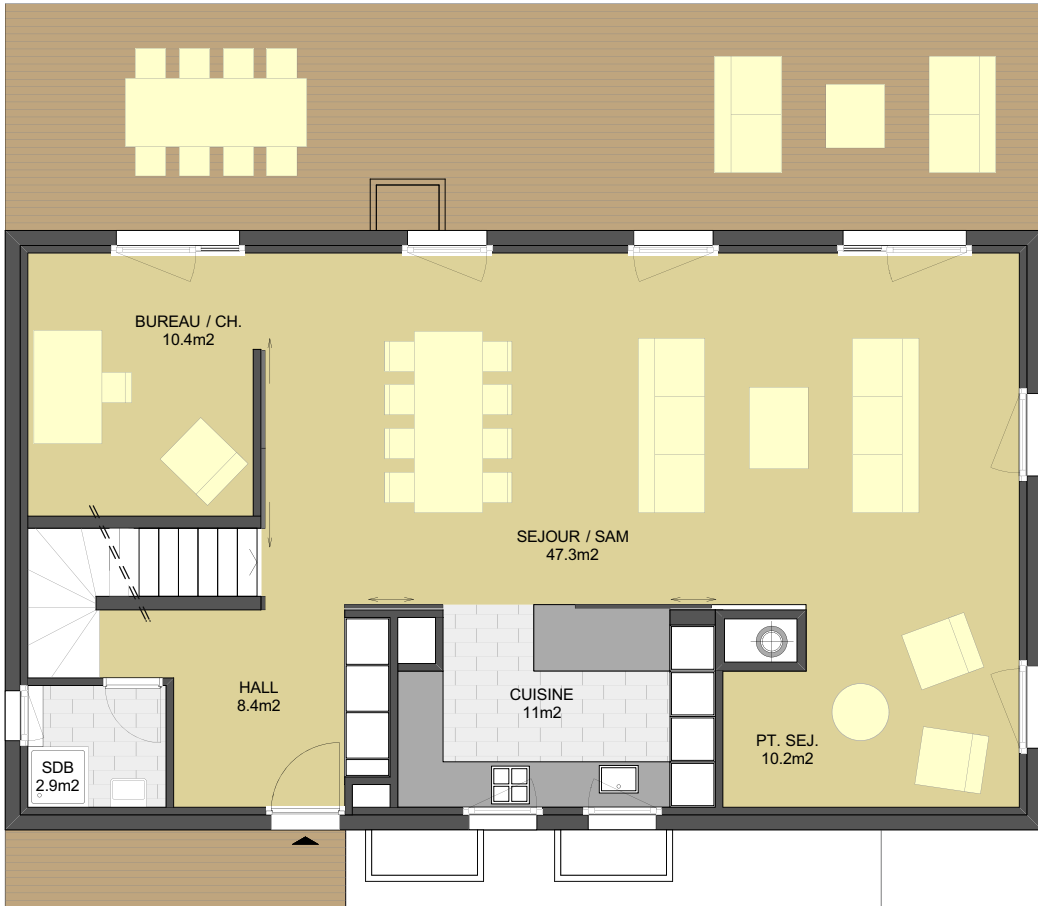 BUREAU / CH.
10.4m2
SEJOUR / SAM
47.3m2
HALL
8.4m2
CUISINE
11m2
PT. SEJ.
10.2m2
SDB
2.9m2